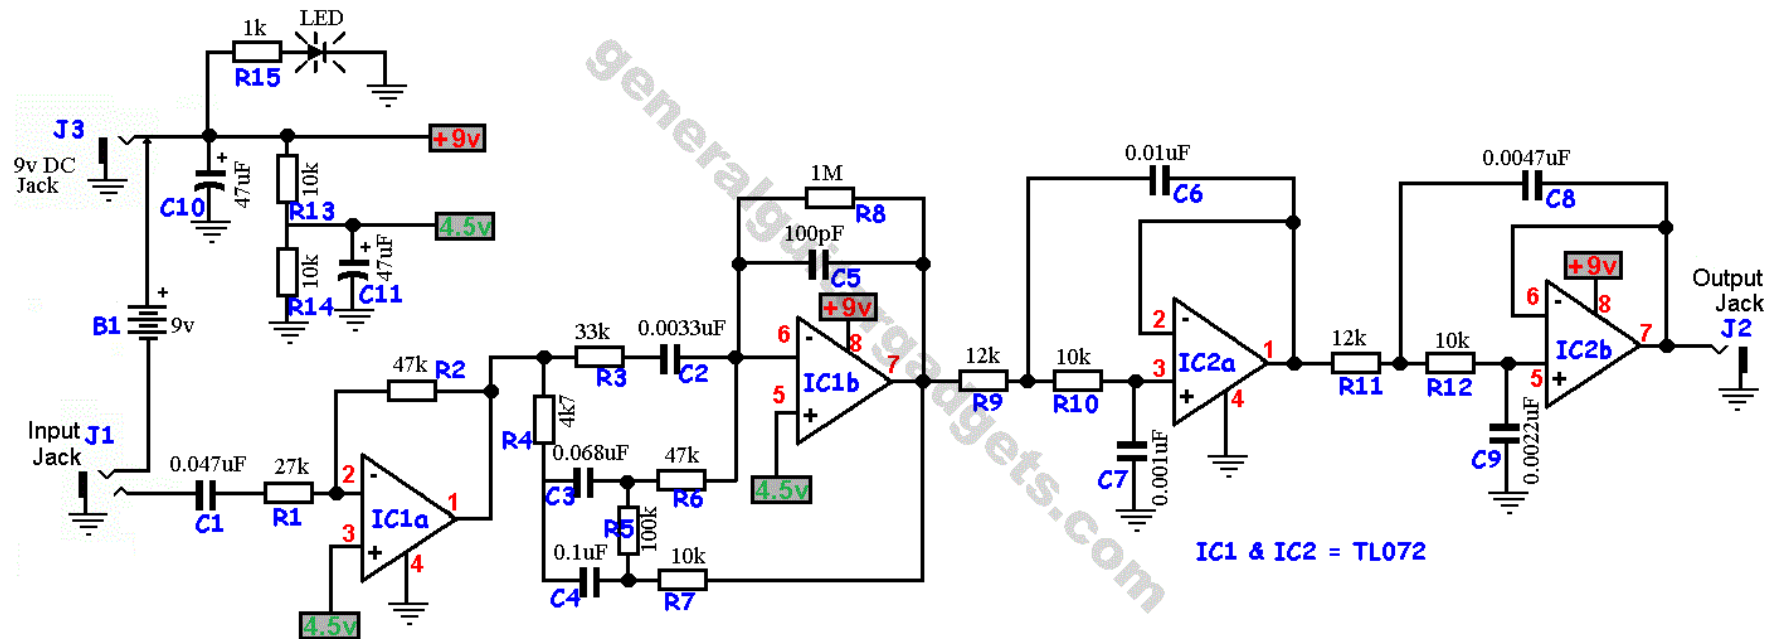 LED
1k
R15
J3
9v DC
Jack
+9v
+
47uF
C10
10k
R13
4.5v
10k
R14
+
47uF
C11
+
B1
9v
Input
Jack
J1
0.047uF
C1
27k
R1
47k
R2
2
-
3
+
IC1a
1
4
4.5v
33k
R3
0.0033uF
C2
4k7
R4
0.068uF
C3
47k
R6
R5
100k
0.1uF
C4
10k
R7
1M
R8
100pF
C5
+9v
8
6
-
5
+
IC1b
7
4.5v
12k
R9
10k
R10
0.01uF
C6
0.001uF
C7
2
-
3
+
IC2a
1
4
12k
R11
10k
R12
0.0047uF
C8
0.0022uF
C9
+9v
8
6
-
5
+
IC2b
7
Output
Jack
J2
IC1 & IC2 = TL072
generalguitargadgets.com